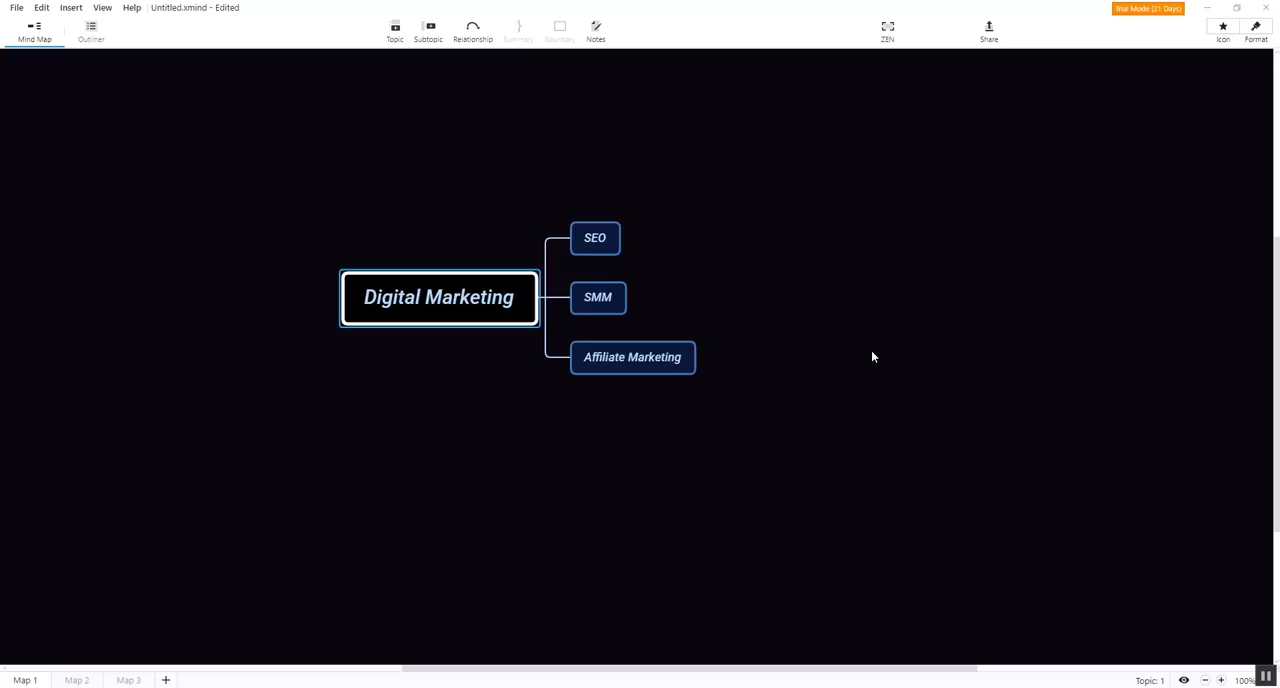 File Edit Insert View Help Untitled.xmind - Edited
Trial Mode (21 Days)
Mind Map Outliner Topic Subtopic Relationship Summary Boundary Notes ZEN Share Icon Format
SEO
Digital Marketing
SMM
Affiliate Marketing
Map 1 Map 2 Map 3 Topic: 1 100%